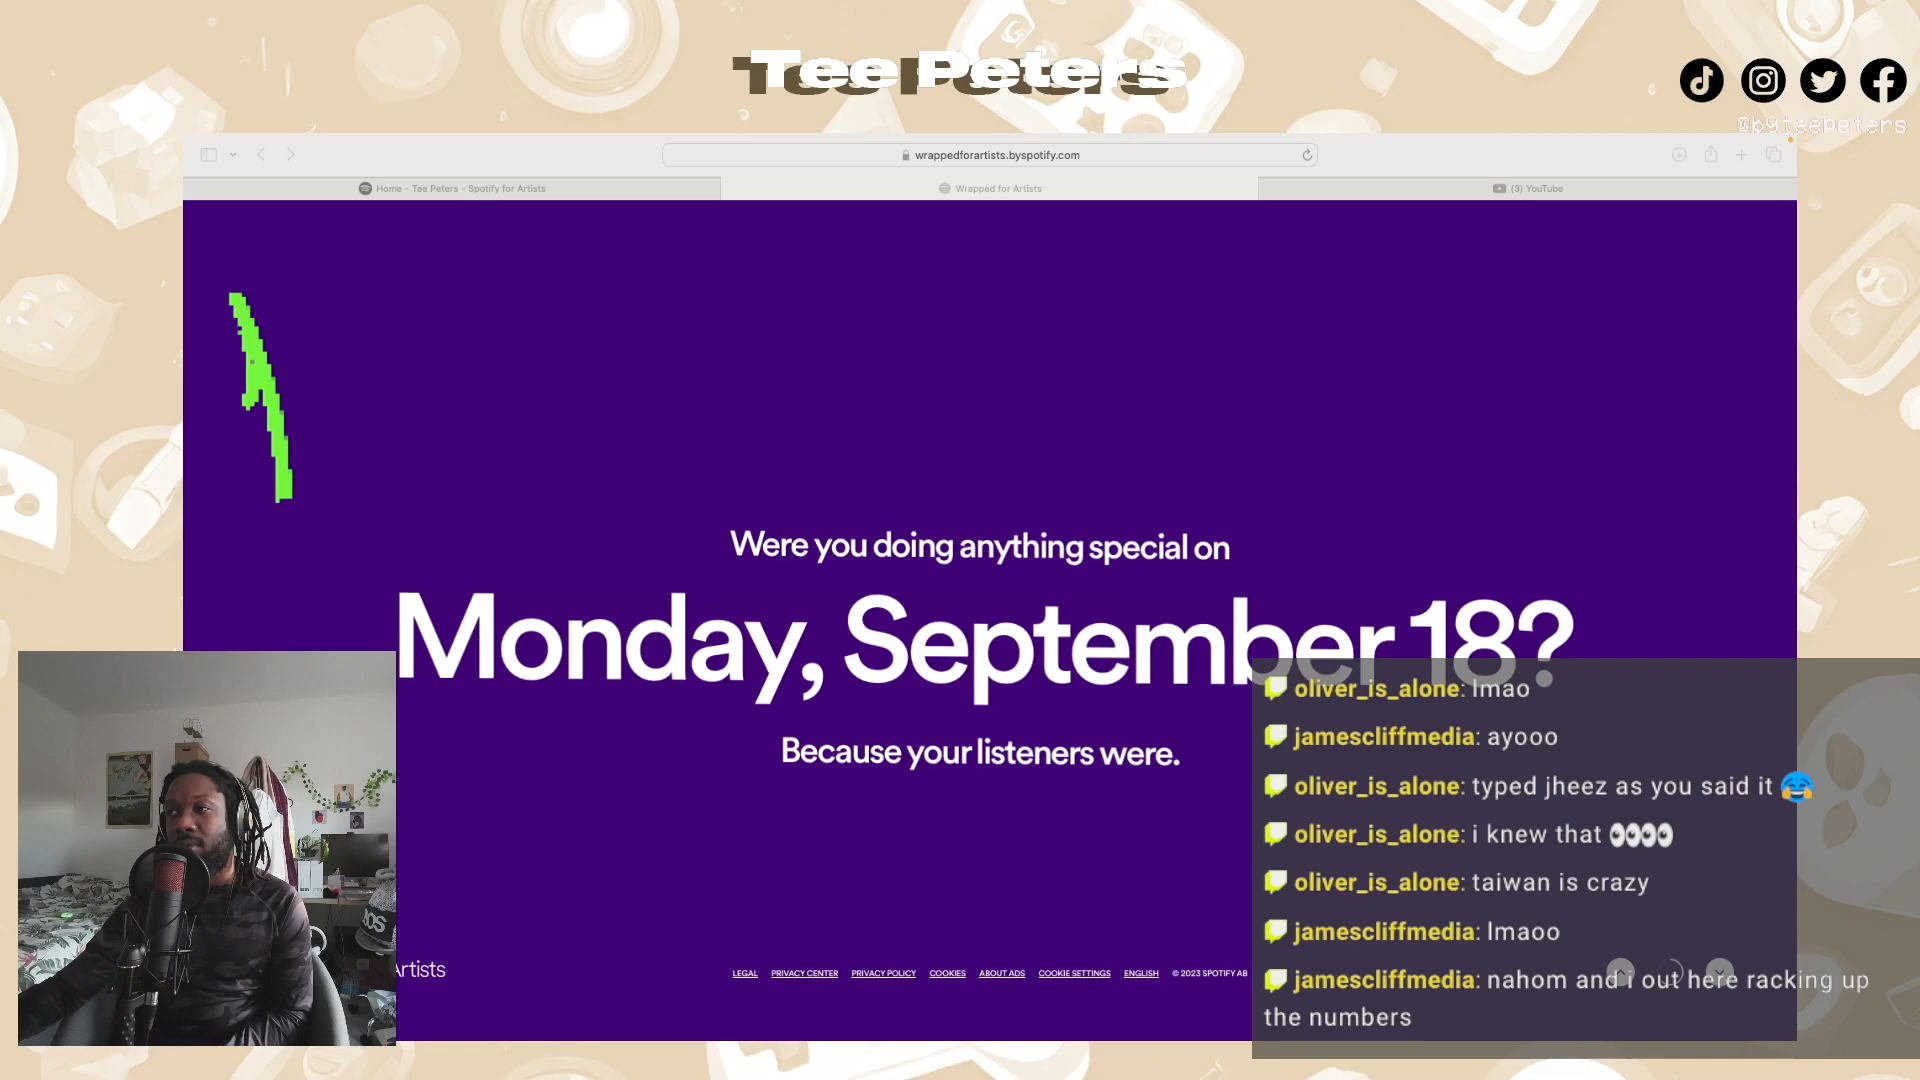 Tee Peters
@byteepeters
wrappedforartists.byspotify.com
Home - Tee Peters - Spotify for Artists
Wrapped for Artists
(3) YouTube
Were you doing anything special on
Monday, September 18?
Because your listeners were.
oliver_is_alone: lmao
jamescliffmedia: ayooo
oliver_is_alone: typed jheez as you said it 😂
oliver_is_alone: i knew that 👀👀
oliver_is_alone: taiwan is crazy
jamescliffmedia: lmaoo
jamescliffmedia: nahom and i out here racking up
the numbers
Artists
LEGAL PRIVACY CENTER PRIVACY POLICY COOKIES ABOUT ADS COOKIE SETTINGS ENGLISH © 2023 SPOTIFY AB